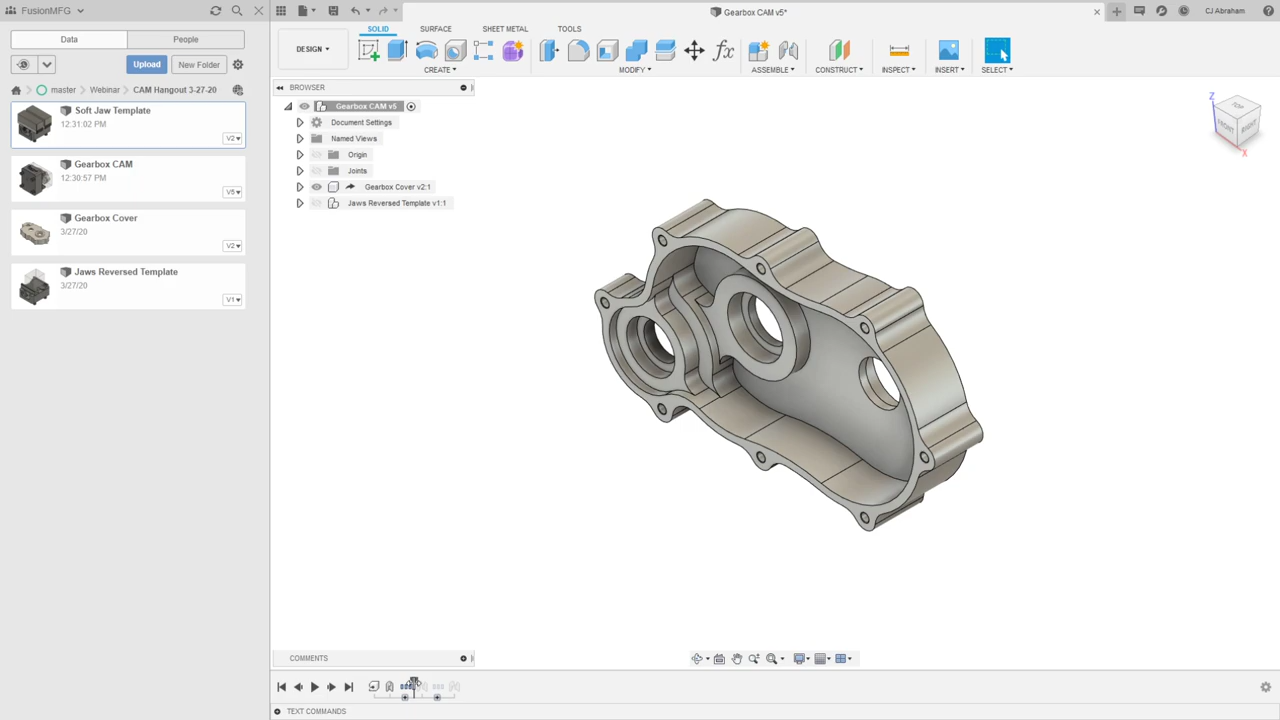 FusionMFG
Gearbox CAM v5*
CJ Abraham
Data
People
Upload
New Folder
master
Webinar
CAM Hangout 3-27-20
Soft Jaw Template
12:31:02 PM
V2
Gearbox CAM
12:30:57 PM
V5
Gearbox Cover
3/27/20
V2
Jaws Reversed Template
3/27/20
V1
DESIGN
SOLID
SURFACE
SHEET METAL
TOOLS
CREATE
MODIFY
ASSEMBLE
CONSTRUCT
INSPECT
INSERT
SELECT
BROWSER
Gearbox CAM v5
Document Settings
Named Views
Origin
Joints
Gearbox Cover v2:1
Jaws Reversed Template v1:1
Z
TOP
FRONT
RIGHT
X
COMMENTS
TEXT COMMANDS